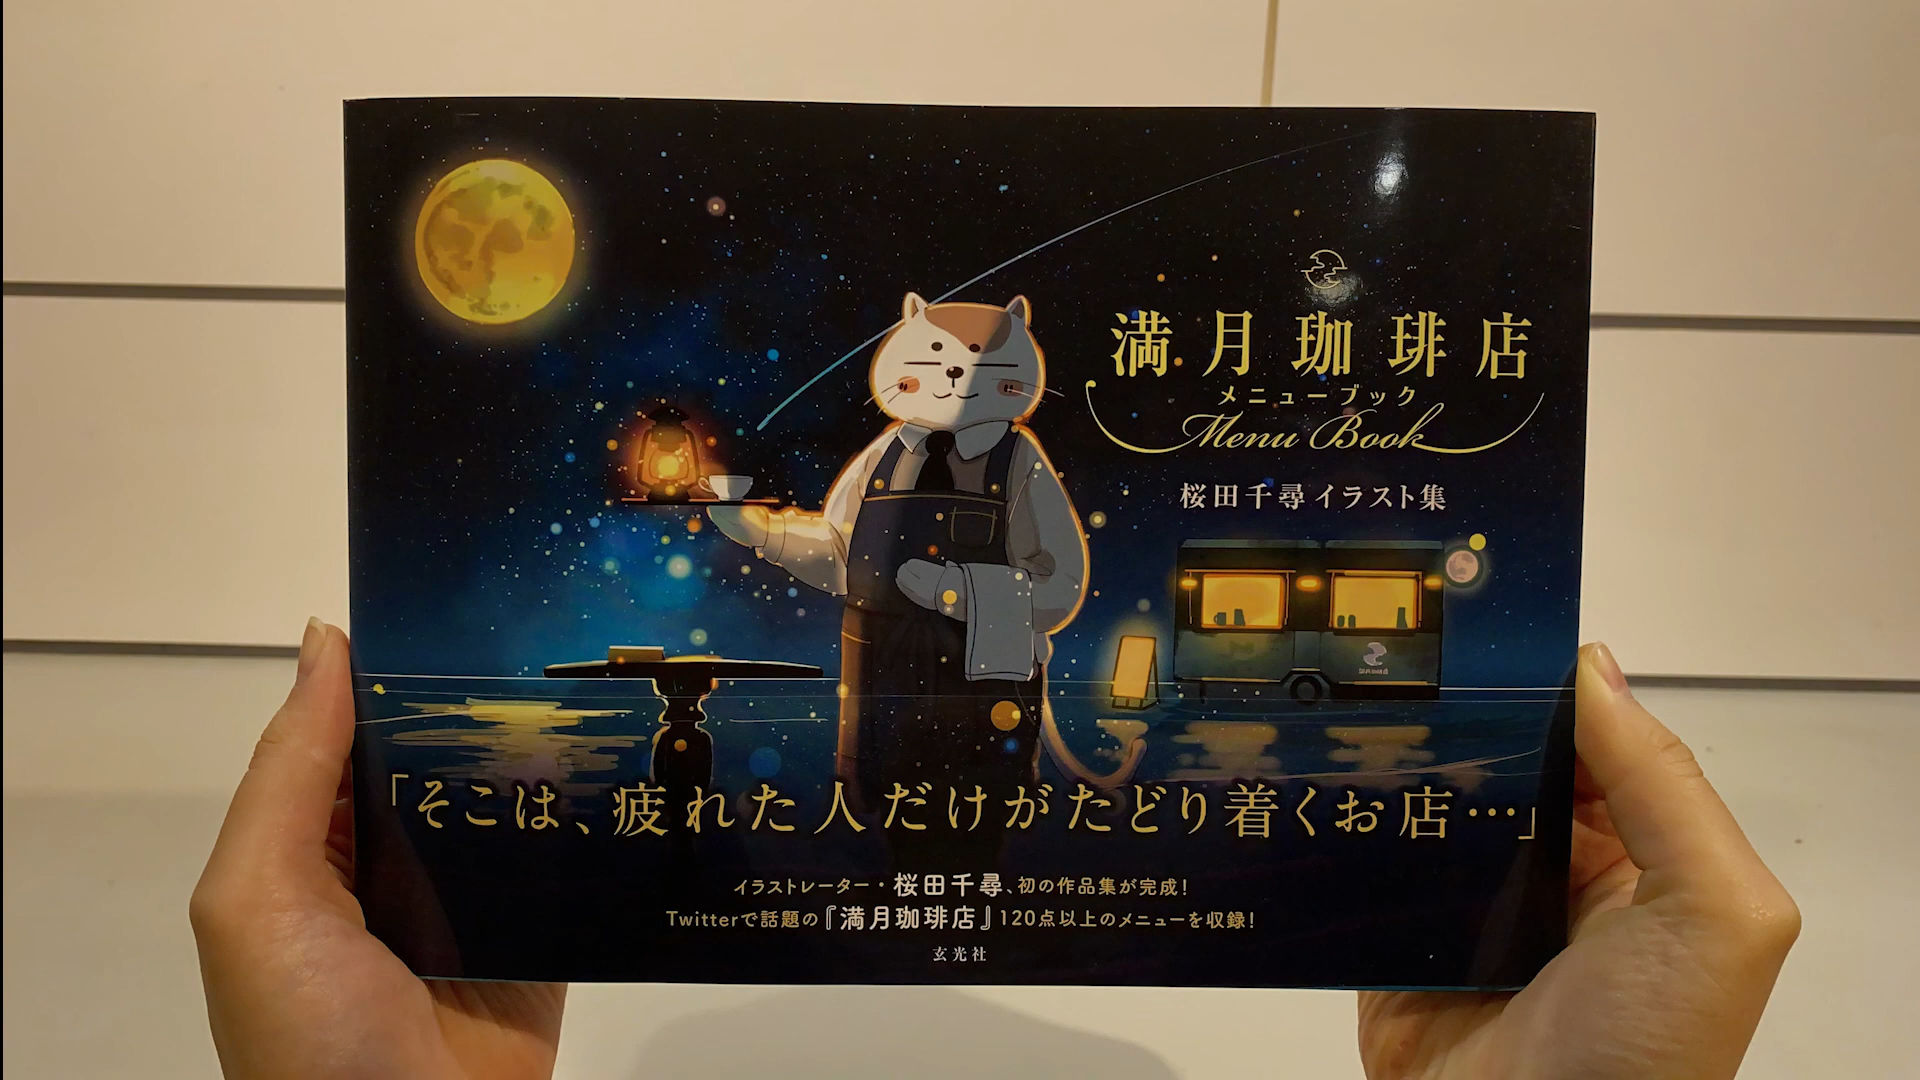 満月珈琲店
メニューブック
Menu Book
桜田千尋イラスト集
「そこは、疲れた人だけがたどり着くお店…」
イラストレーター・桜田千尋、初の作品集が完成！
Twitterで話題の『満月珈琲店』120点以上のメニューを収録！
玄光社